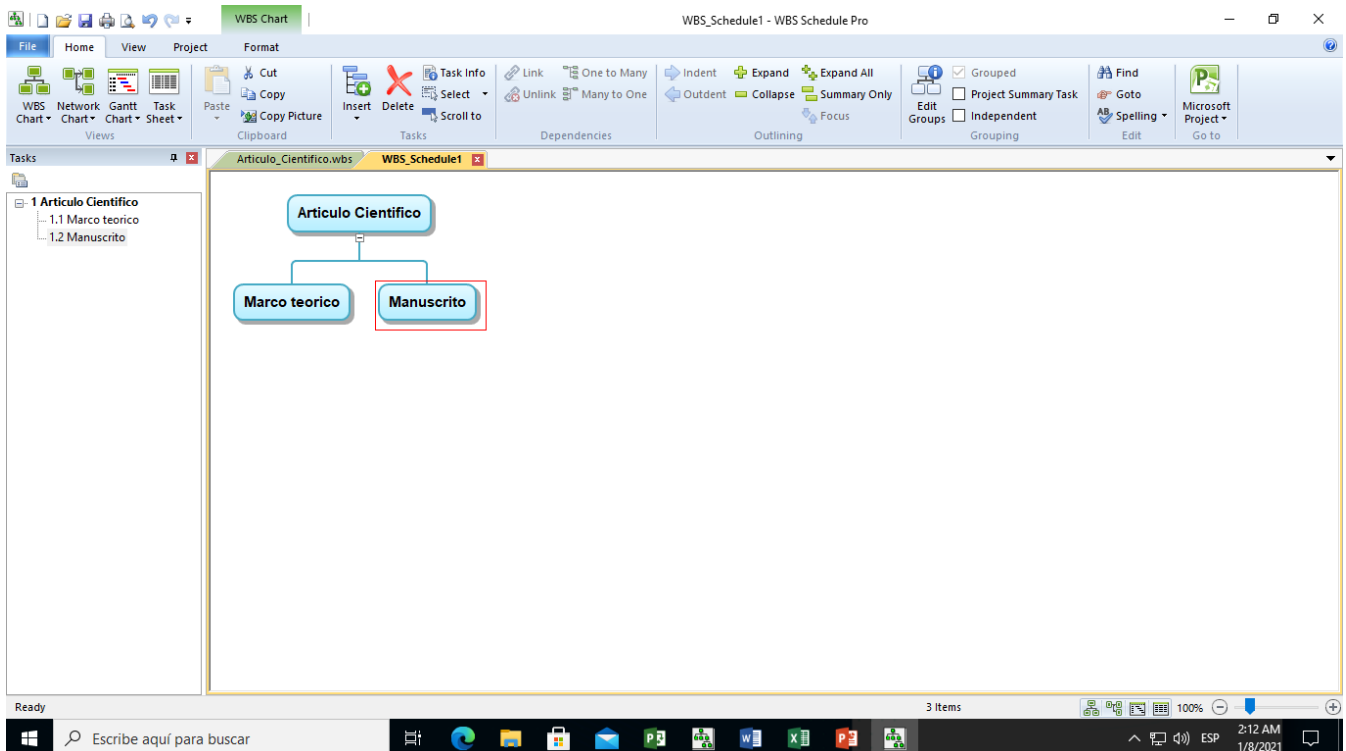 WBS Chart
WBS_Schedule1 - WBS Schedule Pro
File Home View Project Format
Cut Task Info Link One to Many Indent Expand Expand All Grouped Find
Copy Select Unlink Many to One Outdent Collapse Summary Only Project Summary Task Goto
WBS Chart Network Chart Gantt Chart Task Sheet Paste Copy Picture Insert Delete Scroll to Focus Edit Groups Independent Spelling Microsoft Project
Views Clipboard Tasks Dependencies Outlining Grouping Edit Go to
Tasks Articulo_Cientifico.wbs WBS_Schedule1
1 Articulo Cientifico
1.1 Marco teorico
1.2 Manuscrito
Articulo Cientifico
Marco teorico Manuscrito
Ready 3 Items 100%
Escribe aquí para buscar
ESP 2:12 AM
1/8/2021